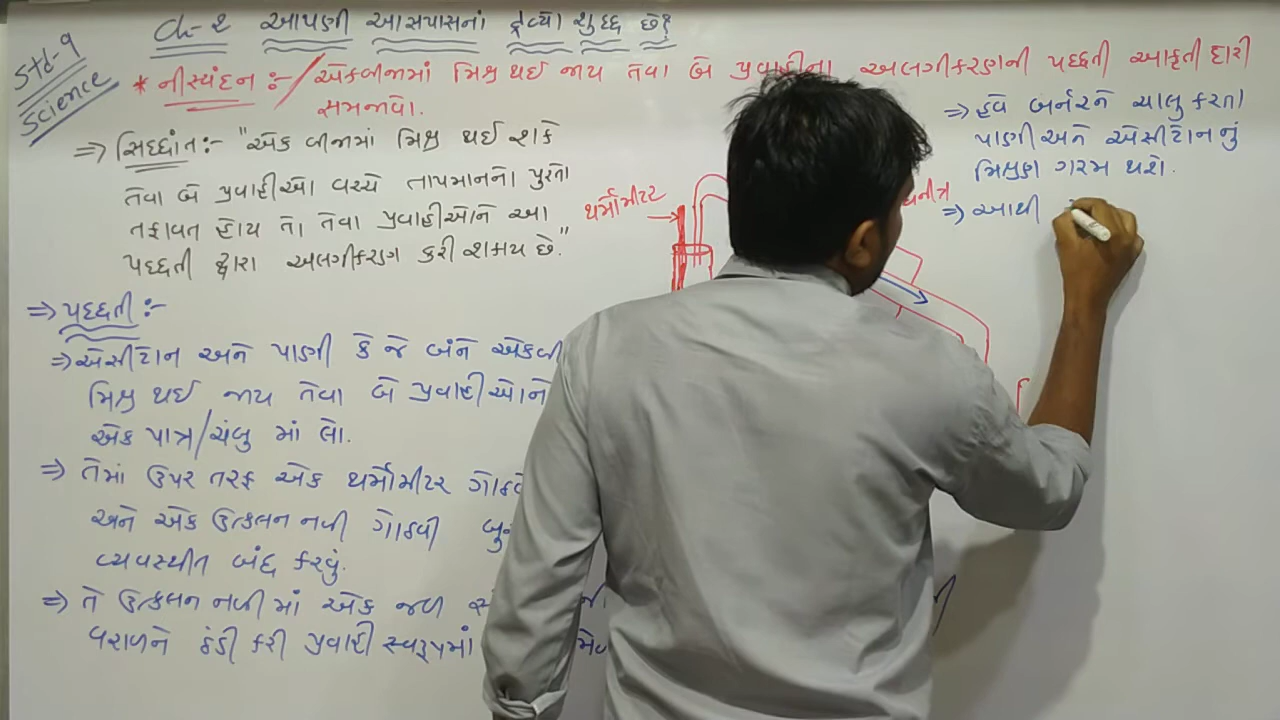 Std-9
Science
Ch-2 આપણી આસપાસનાં દ્રવ્યો શુદ્ધ છે?
* નીસ્યંદન :- / એકબીજામાં મિશ્ર થઈ જાય તેવા બે પ્રવાહીના અલગીકરણની પધ્ધતી આકૃતી દ્વારા
સમજાવો.
⇒ સિધ્ધાંત:- "એક બીજામાં મિશ્ર થઈ શકે
તેવા બે પ્રવાહીઓ વચ્ચે તાપમાનનો પુરતો
તફાવત હોય તો તેવા પ્રવાહીઓને આ
પધ્ધતી દ્વારા અલગીકરણ કરી શકાય છે."
⇒ પધ્ધતી :-
⇒ એસીટોન અને પાણી કે જે બંને એકબી
મિશ્ર થઈ જાય તેવા બે પ્રવાહીઓને
એક પાત્ર/ચંબુ માં લો.
⇒ તેમાં ઉપર તરફ એક થર્મોમીટર ગોઠવ
અને એક ઉત્કલન નળી ગોઠવી
વ્યવસ્થીત બંધ કરવું.
⇒ તે ઉત્કલન નળીમાં એક જળ
વરાળને ઠંડી કરી પ્રવાહી સ્વરૂપમાં
થર્મોમીટર
⇒ હવે બર્નરને ચાલુ કરતા
પાણી અને એસીટોનનું
મિશ્રણ ગરમ થશે.
⇒ આથી